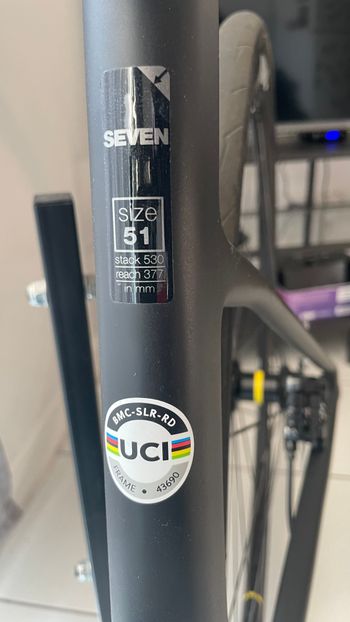 SEVEN
size
51
stack 530
reach 377
in mm
BMC-SLR-RD
UCI
FRAME • 43690